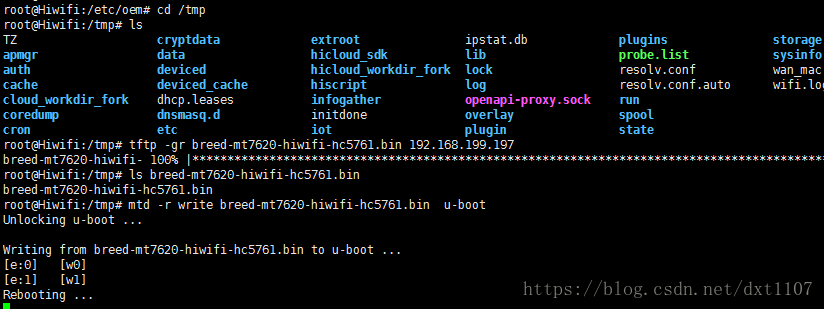 root@Hiwifi:/etc/oem# cd /tmp
root@Hiwifi:/tmp# ls
TZ cryptdata extroot ipstat.db plugins storage
apmgr data hicloud_sdk lib probe.list sysinfo
auth deviced hicloud_workdir_fork lock resolv.conf wan_mac
cache deviced_cache hiscript log resolv.conf.auto wifi.log
cloud_workdir_fork dhcp.leases infogather openapi-proxy.sock run
coredump dnsmasq.d initdone overlay spool
cron etc iot plugin state
root@Hiwifi:/tmp# tftp -gr breed-mt7620-hiwifi-hc5761.bin 192.168.199.197
breed-mt7620-hiwifi- 100% |*******************************************************************************************
root@Hiwifi:/tmp# ls breed-mt7620-hiwifi-hc5761.bin
breed-mt7620-hiwifi-hc5761.bin
root@Hiwifi:/tmp# mtd -r write breed-mt7620-hiwifi-hc5761.bin  u-boot
Unlocking u-boot ...
Writing from breed-mt7620-hiwifi-hc5761.bin to u-boot ...
[e:0] [w0]
[e:1] [w1]
Rebooting ...
https://blog.csdn.net/dxt1107